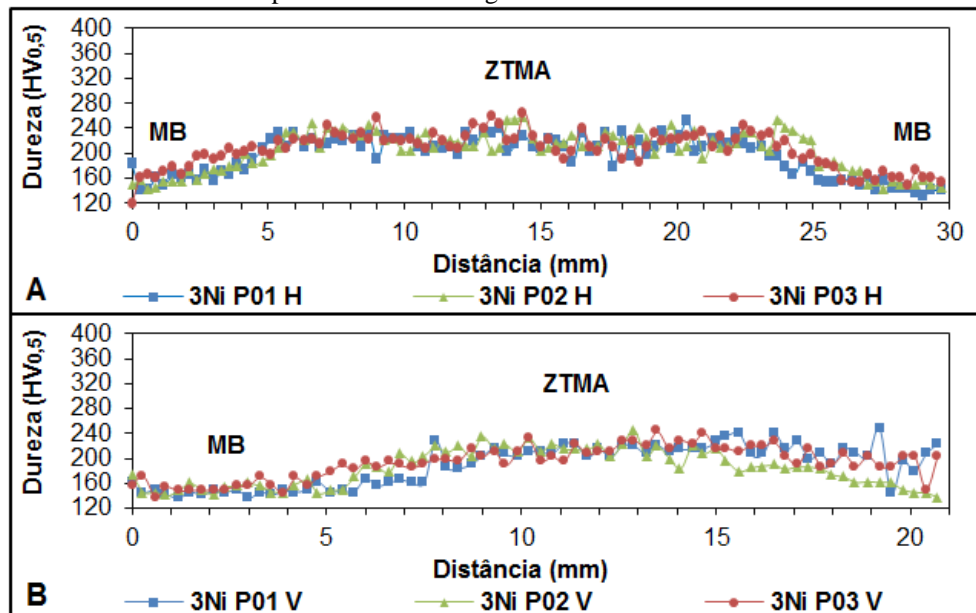 400
360
320
280
240
200
160
120
Dureza (HV0,5)
ZTMA
MB
MB
0 5 10 15 20 25 30
Distância (mm)
A
3Ni P01 H 3Ni P02 H 3Ni P03 H
400
360
320
280
240
200
160
120
Dureza (HV0,5)
ZTMA
MB
0 5 10 15 20
Distância (mm)
B
3Ni P01 V 3Ni P02 V 3Ni P03 V